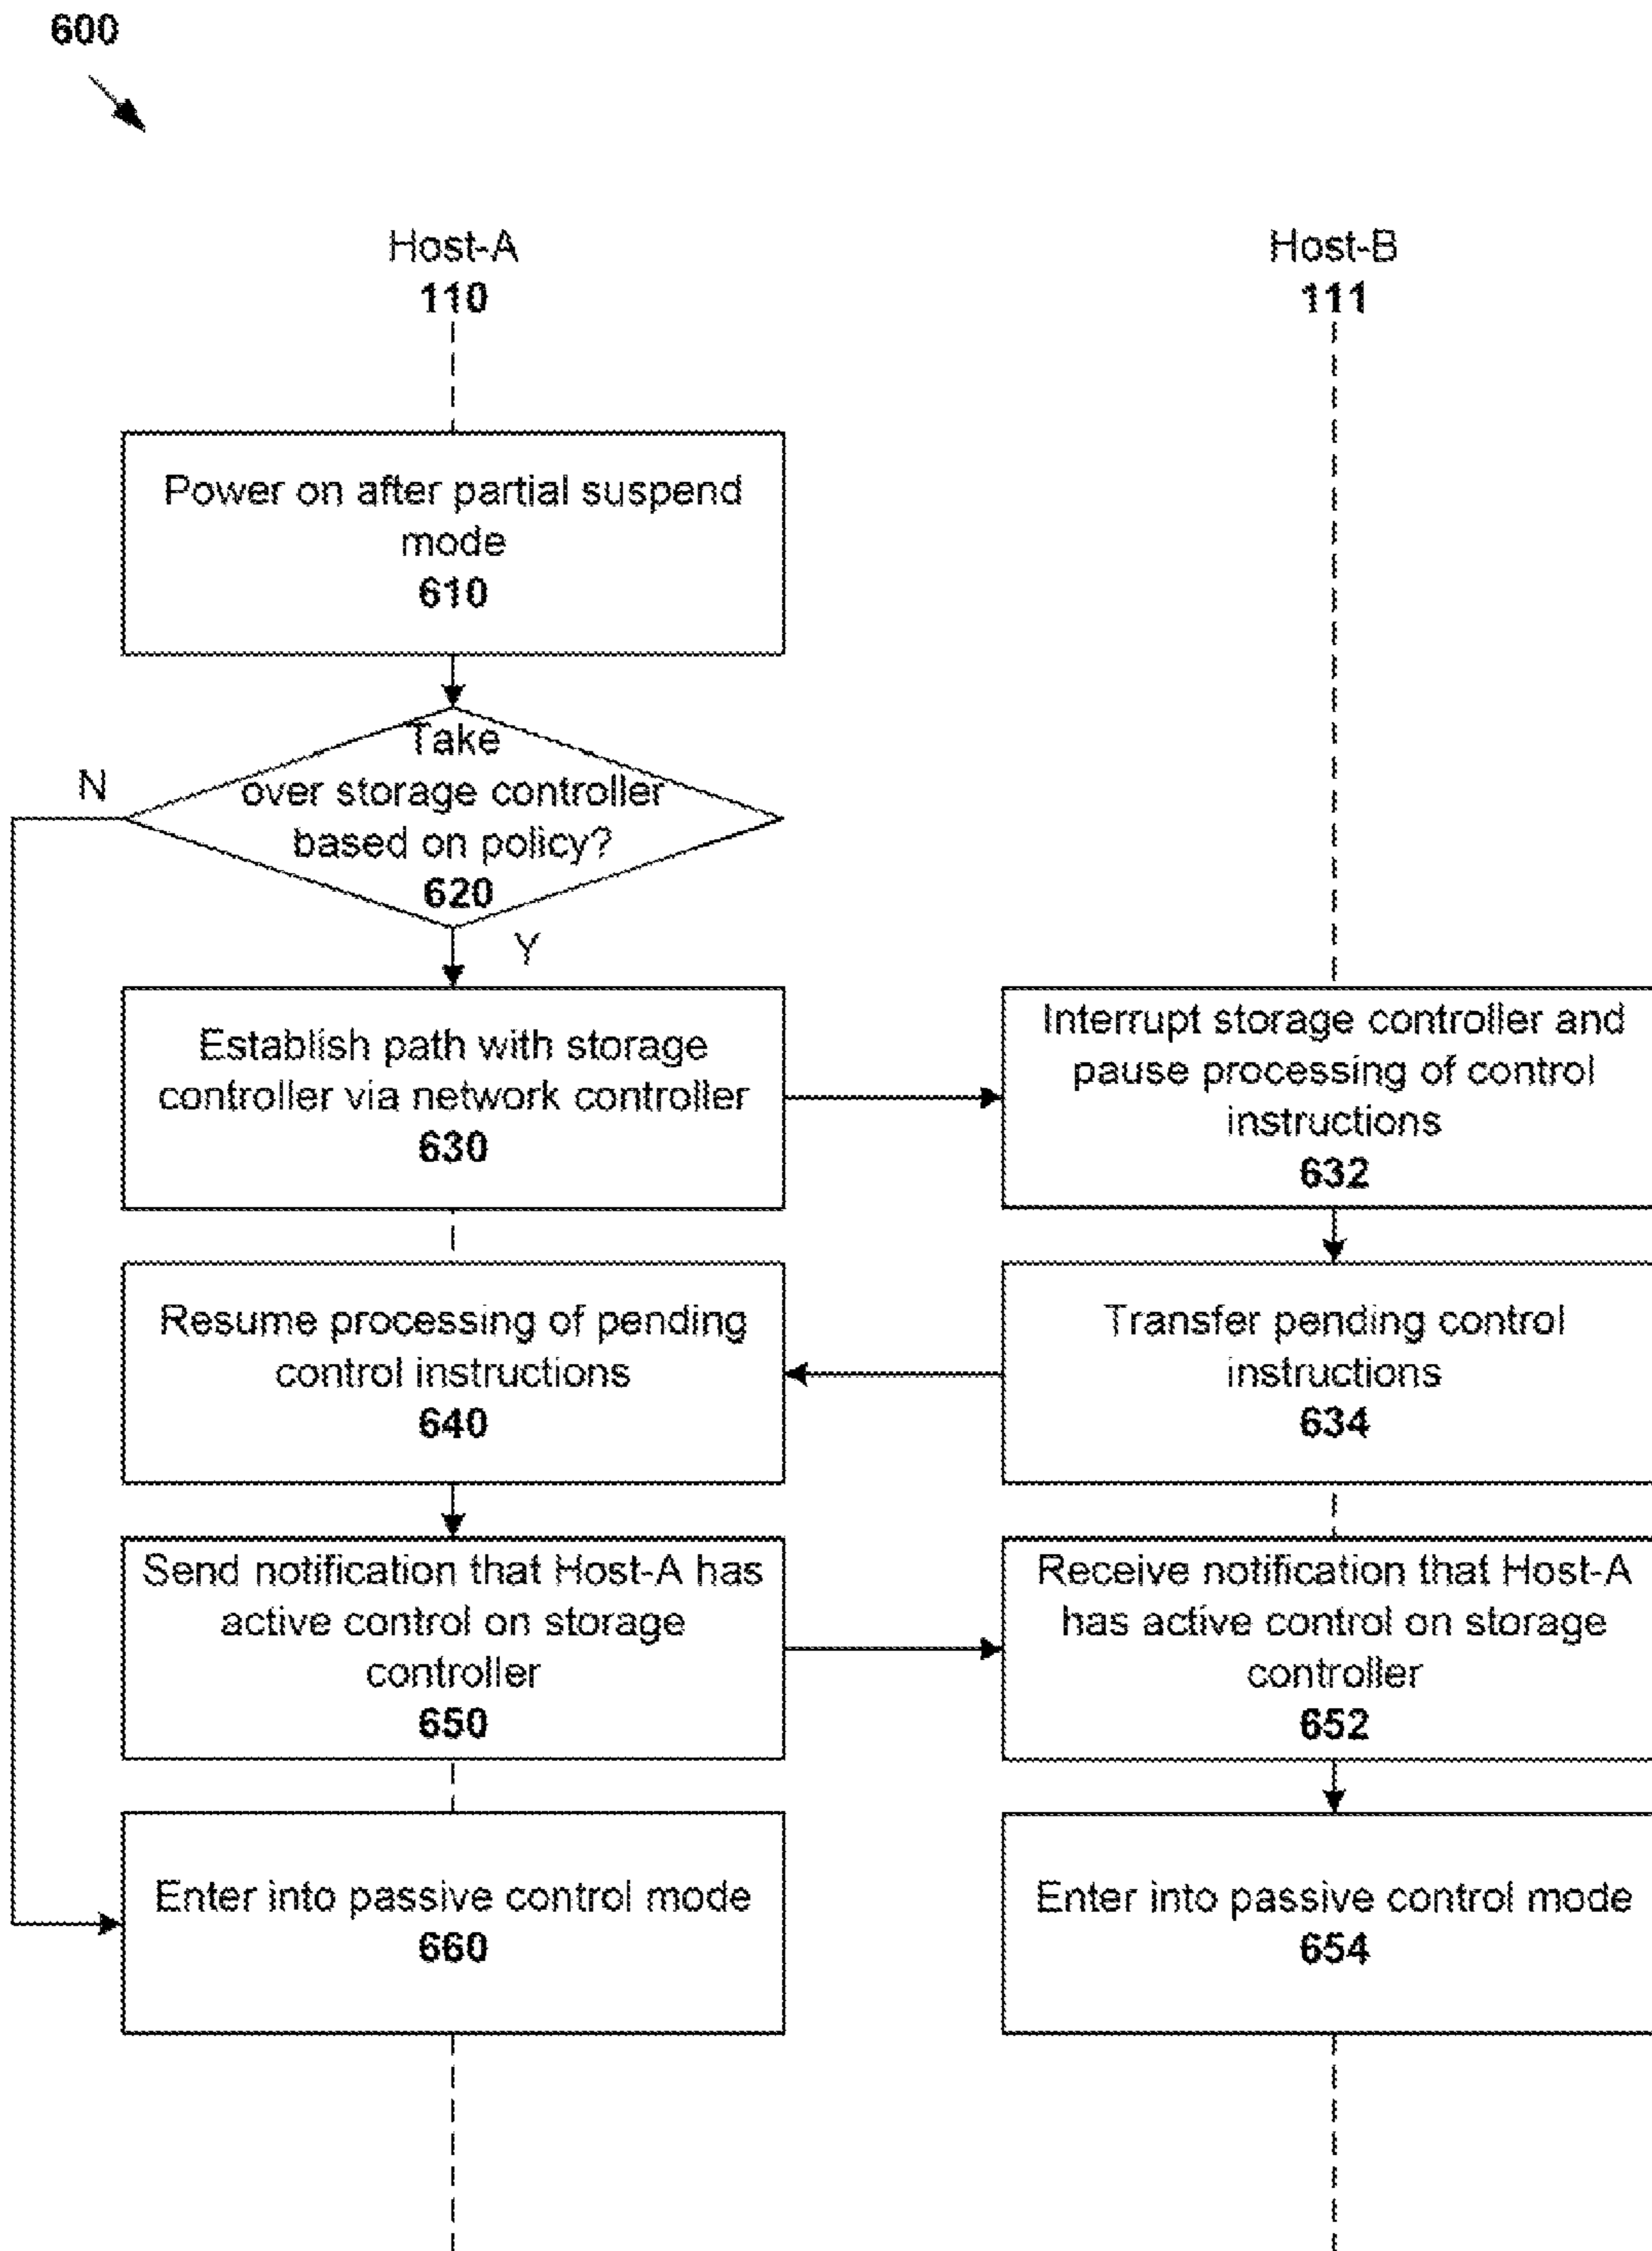 600
Host-A
110
Host-B
111
Power on after partial suspend
mode
610
Take
over storage controller
based on policy?
620
N
Y
Establish path with storage
controller via network controller
630
Interrupt storage controller and
pause processing of control
instructions
632
Resume processing of pending
control instructions
640
Transfer pending control
instructions
634
Send notification that Host-A has
active control on storage
controller
650
Receive notification that Host-A
has active control on storage
controller
652
Enter into passive control mode
660
Enter into passive control mode
654